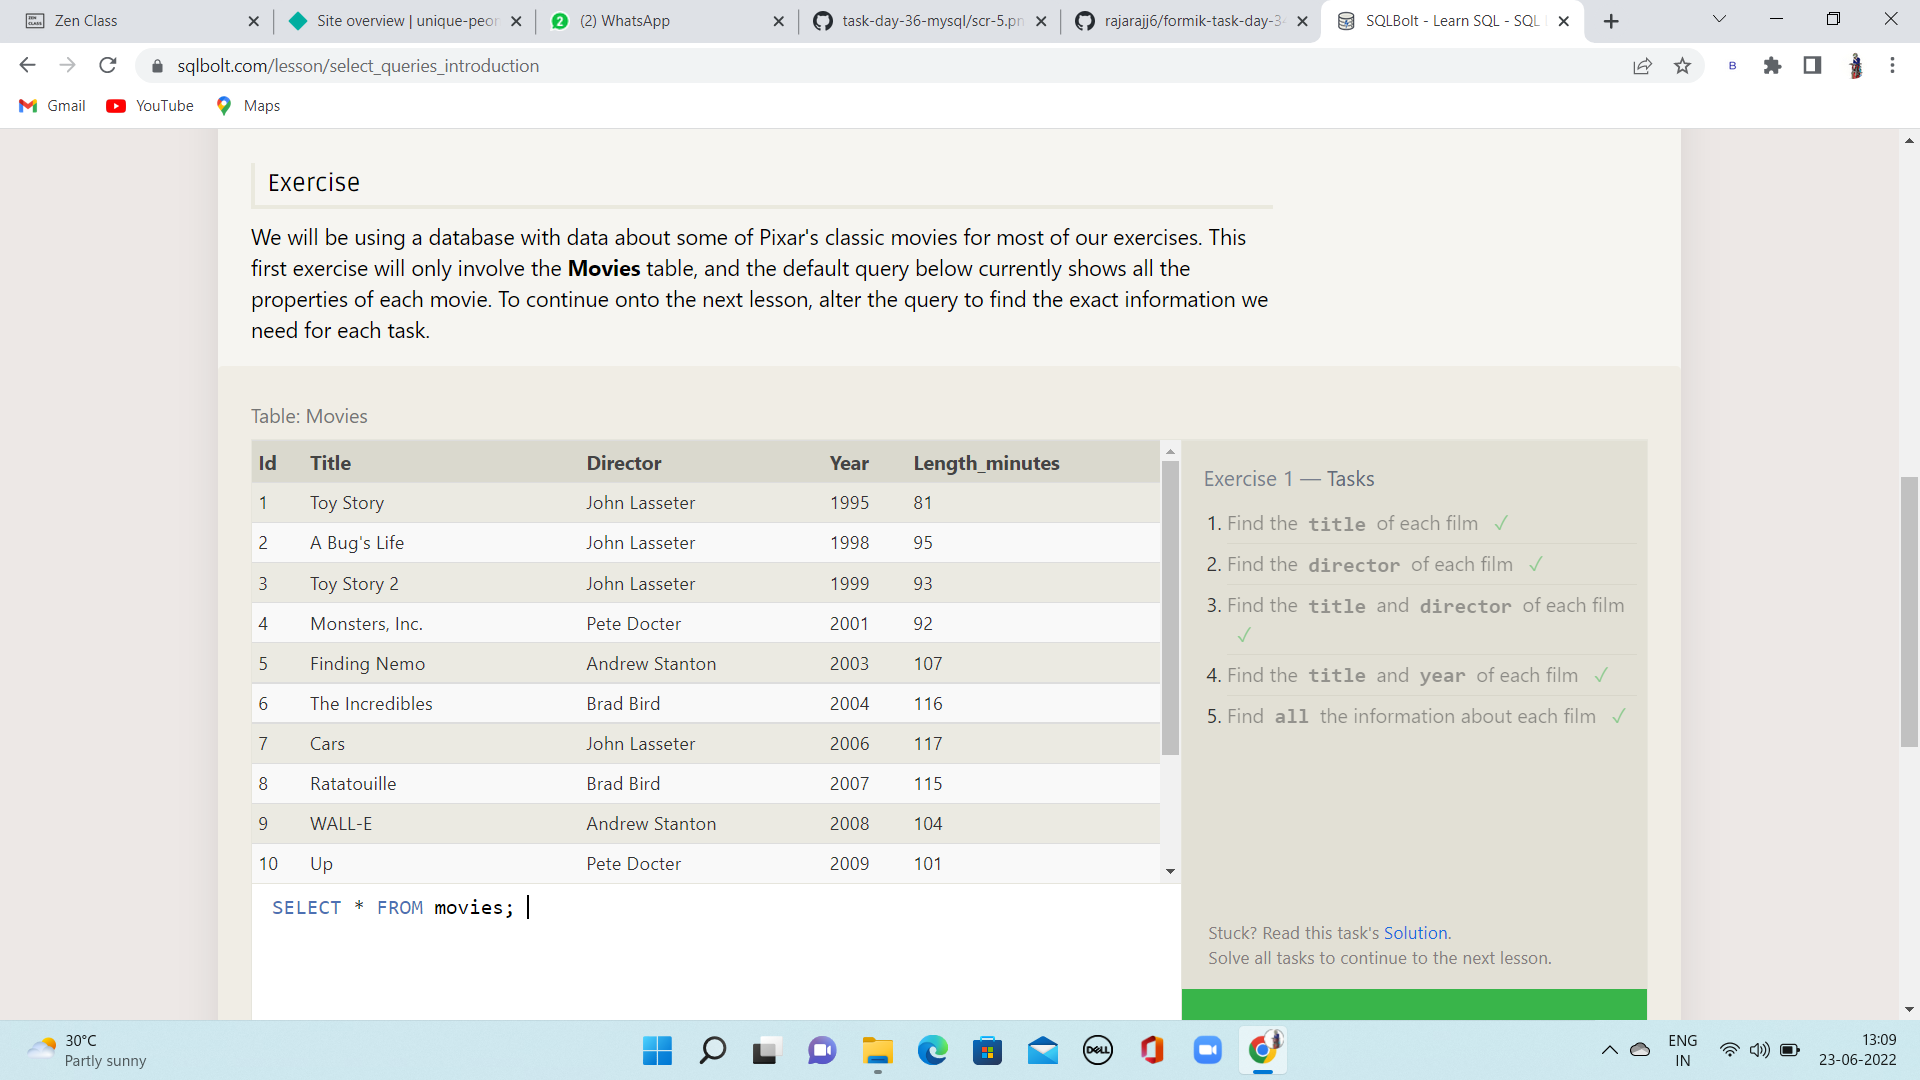 Zen Class
Site overview | unique-peor
(2) WhatsApp
task-day-36-mysql/scr-5.pn
rajarajj6/formik-task-day-34
SQLBolt - Learn SQL - SQL
sqlbolt.com/lesson/select_queries_introduction
B
Gmail
YouTube
Maps
Exercise
We will be using a database with data about some of Pixar's classic movies for most of our exercises. This
first exercise will only involve the Movies table, and the default query below currently shows all the
properties of each movie. To continue onto the next lesson, alter the query to find the exact information we
need for each task.
Table: Movies
Id Title Director Year Length_minutes
1 Toy Story John Lasseter 1995 81
2 A Bug's Life John Lasseter 1998 95
3 Toy Story 2 John Lasseter 1999 93
4 Monsters, Inc. Pete Docter 2001 92
5 Finding Nemo Andrew Stanton 2003 107
6 The Incredibles Brad Bird 2004 116
7 Cars John Lasseter 2006 117
8 Ratatouille Brad Bird 2007 115
9 WALL-E Andrew Stanton 2008 104
10 Up Pete Docter 2009 101
SELECT * FROM movies;
Exercise 1 — Tasks
1. Find the title of each film ✓
2. Find the director of each film ✓
3. Find the title and director of each film
✓
4. Find the title and year of each film ✓
5. Find all the information about each film ✓
Stuck? Read this task's Solution.
Solve all tasks to continue to the next lesson.
30°C
Partly sunny
DELL
ENG
IN
13:09
23-06-2022